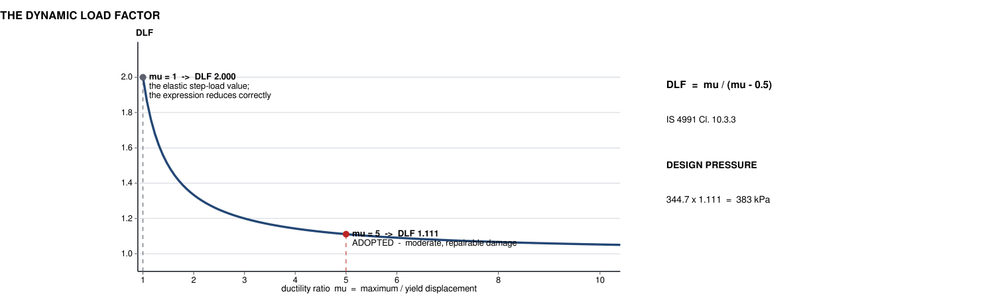 THE DYNAMIC LOAD FACTOR
DLF
2.0
mu = 1 -> DLF 2.000
the elastic step-load value;
the expression reduces correctly
1.8
1.6
1.4
1.2
1.0
mu = 5 -> DLF 1.111
ADOPTED - moderate, repairable damage
1 2 3 4 5 6 8 10
ductility ratio mu = maximum / yield displacement
DLF = mu / (mu - 0.5)
IS 4991 Cl. 10.3.3
DESIGN PRESSURE
344.7 x 1.111 = 383 kPa